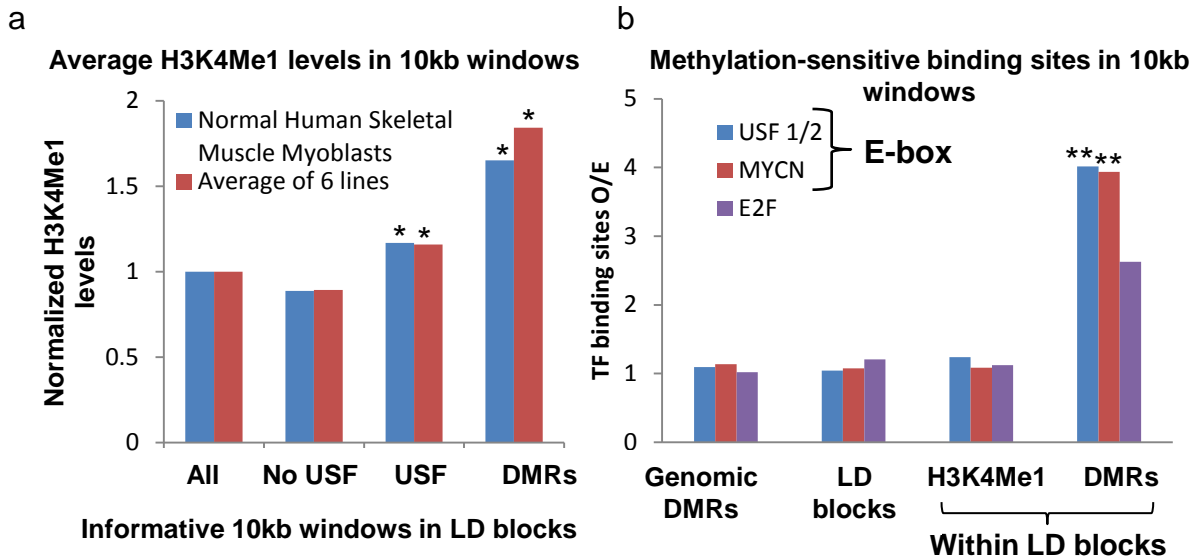 a
Average H3K4Me1 levels in 10kb windows
Normalized H3K4Me1
levels
2
1.5
1
0.5
0
Normal Human Skeletal
Muscle Myoblasts
Average of 6 lines
* *
* *
All No USF USF DMRs
Informative 10kb windows in LD blocks
b
Methylation-sensitive binding sites in 10kb
windows
TF binding sites O/E
5
4
3
2
1
0
USF 1/2
MYCN
E-box
E2F
** **
Genomic
DMRs
LD
blocks
H3K4Me1 DMRs
Within LD blocks